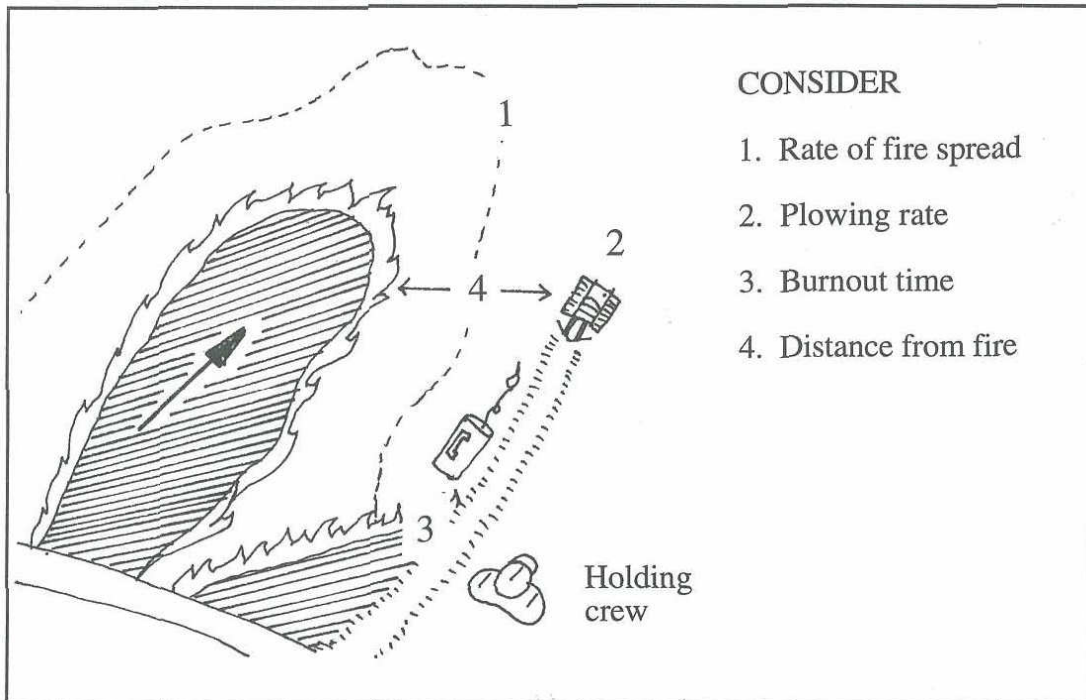 CONSIDER
1. Rate of fire spread
2. Plowing rate
3. Burnout time
4. Distance from fire
1
2
4
3
Holding
crew